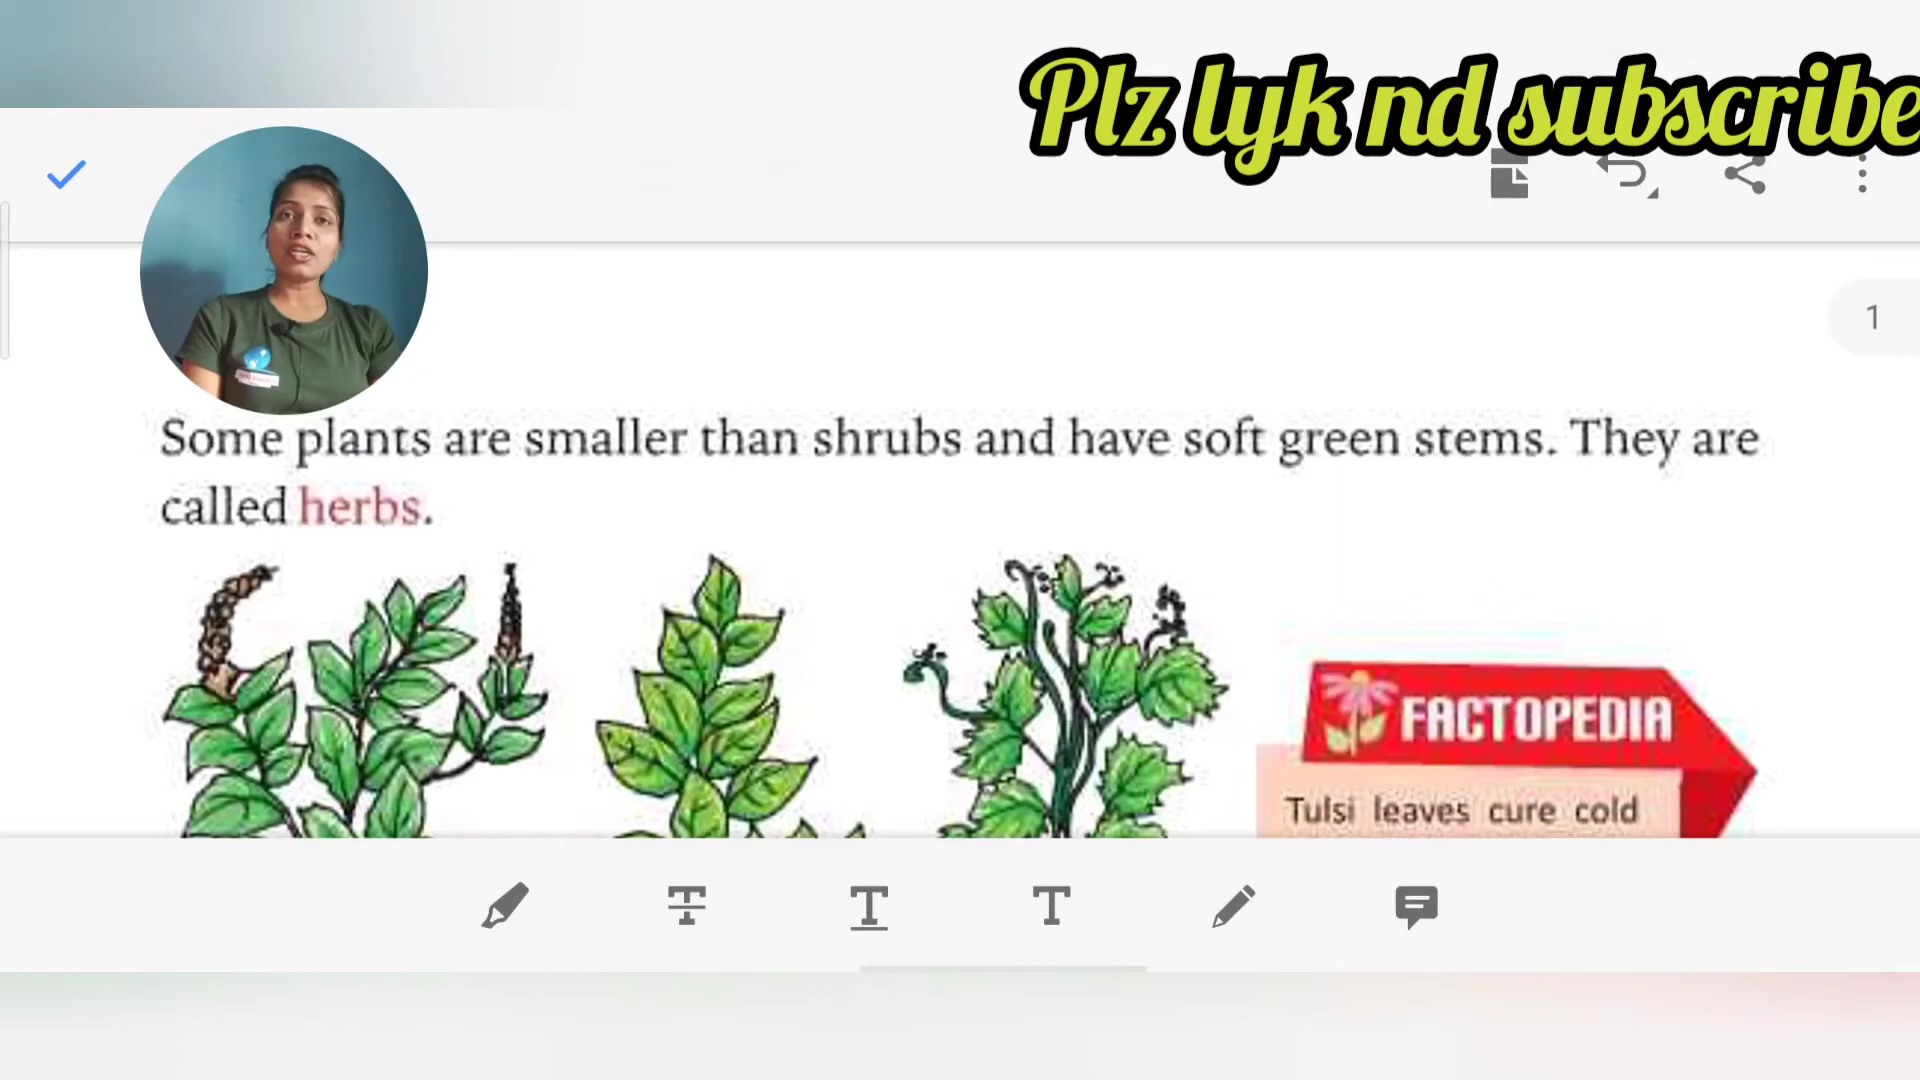 Plz lyk nd subscribe
1
Some plants are smaller than shrubs and have soft green stems. They are
called herbs.
FACTOPEDIA
Tulsi leaves cure cold